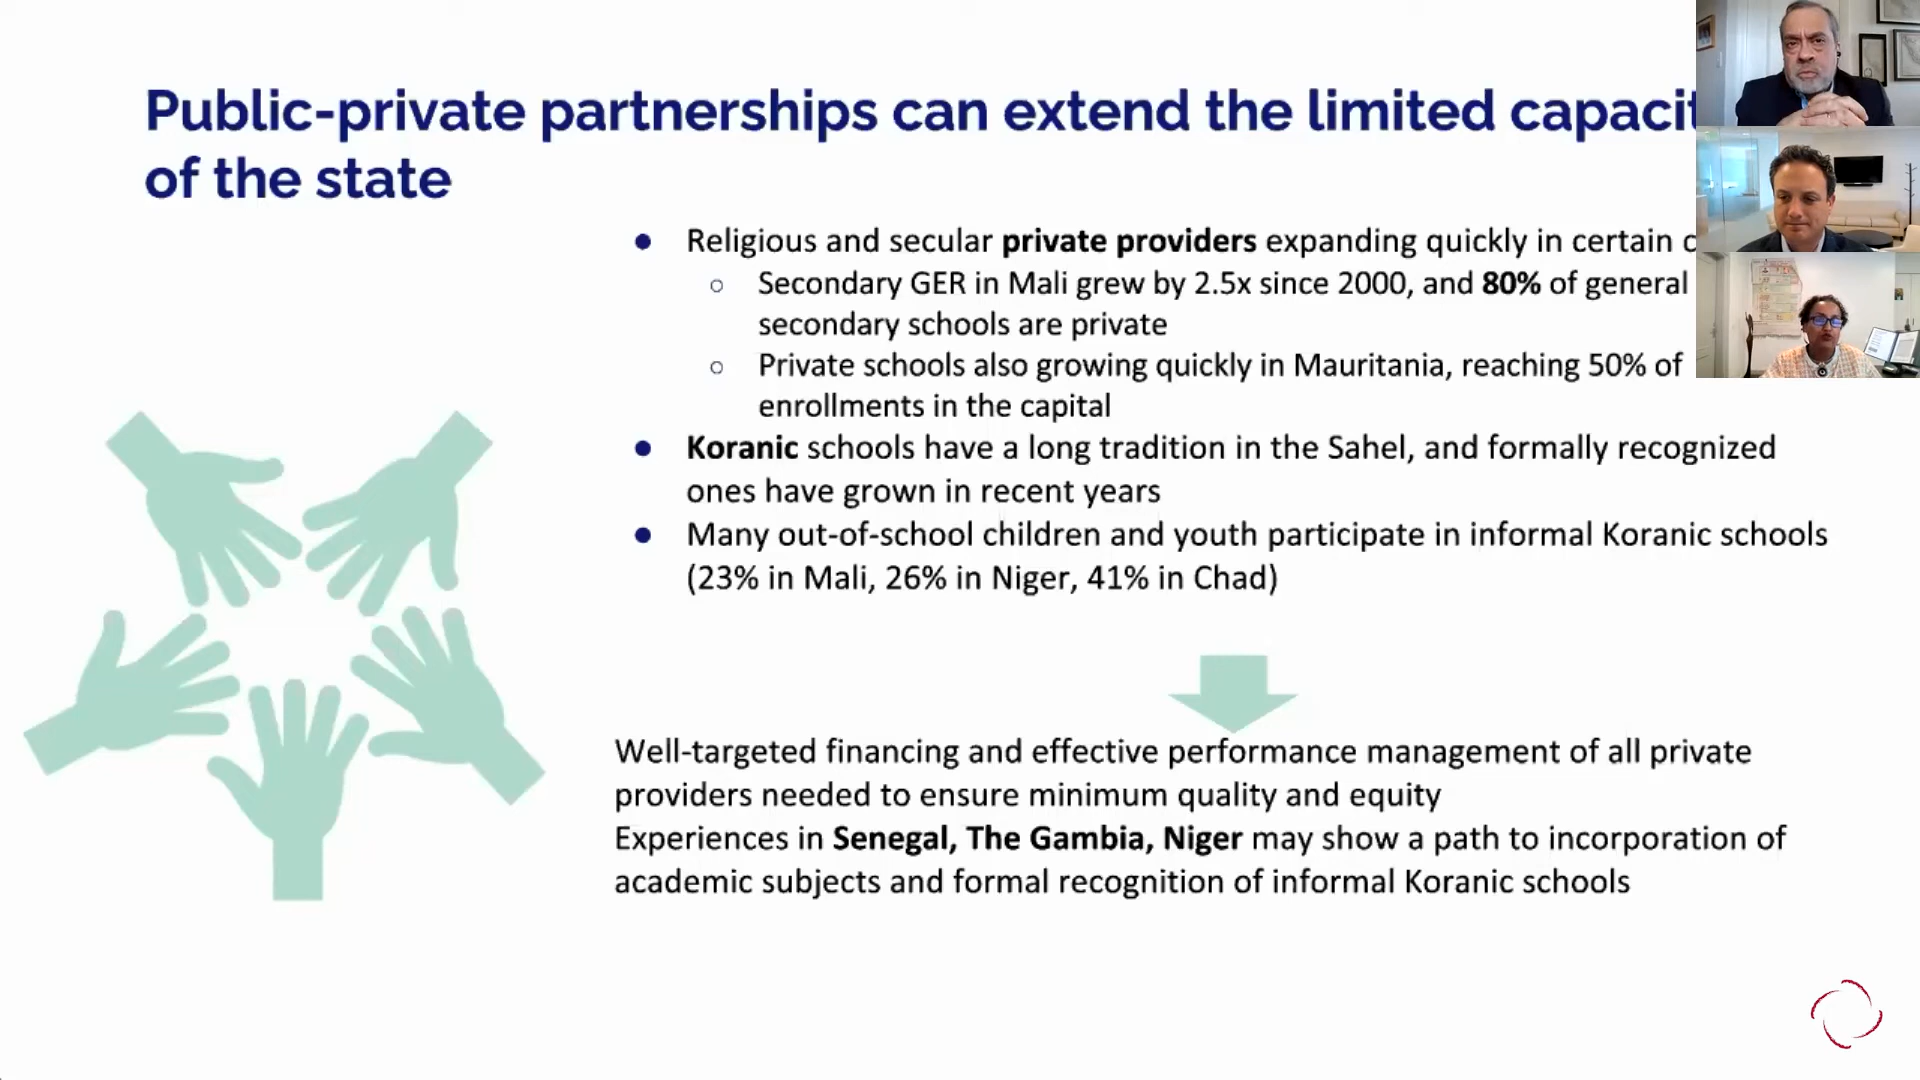 Public-private partnerships can extend the limited
of the state
● Religious and secular private providers expanding quickly in certain
○ Secondary GER in Mali grew by 2.5x since 2000, and 80% of general
secondary schools are private
○ Private schools also growing quickly in Mauritania, reaching 50% of
enrollments in the capital
● Koranic schools have a long tradition in the Sahel, and formally recognized
ones have grown in recent years
● Many out-of-school children and youth participate in informal Koranic schools
(23% in Mali, 26% in Niger, 41% in Chad)
Well-targeted financing and effective performance management of all private
providers needed to ensure minimum quality and equity
Experiences in Senegal, The Gambia, Niger may show a path to incorporation of
academic subjects and formal recognition of informal Koranic schools